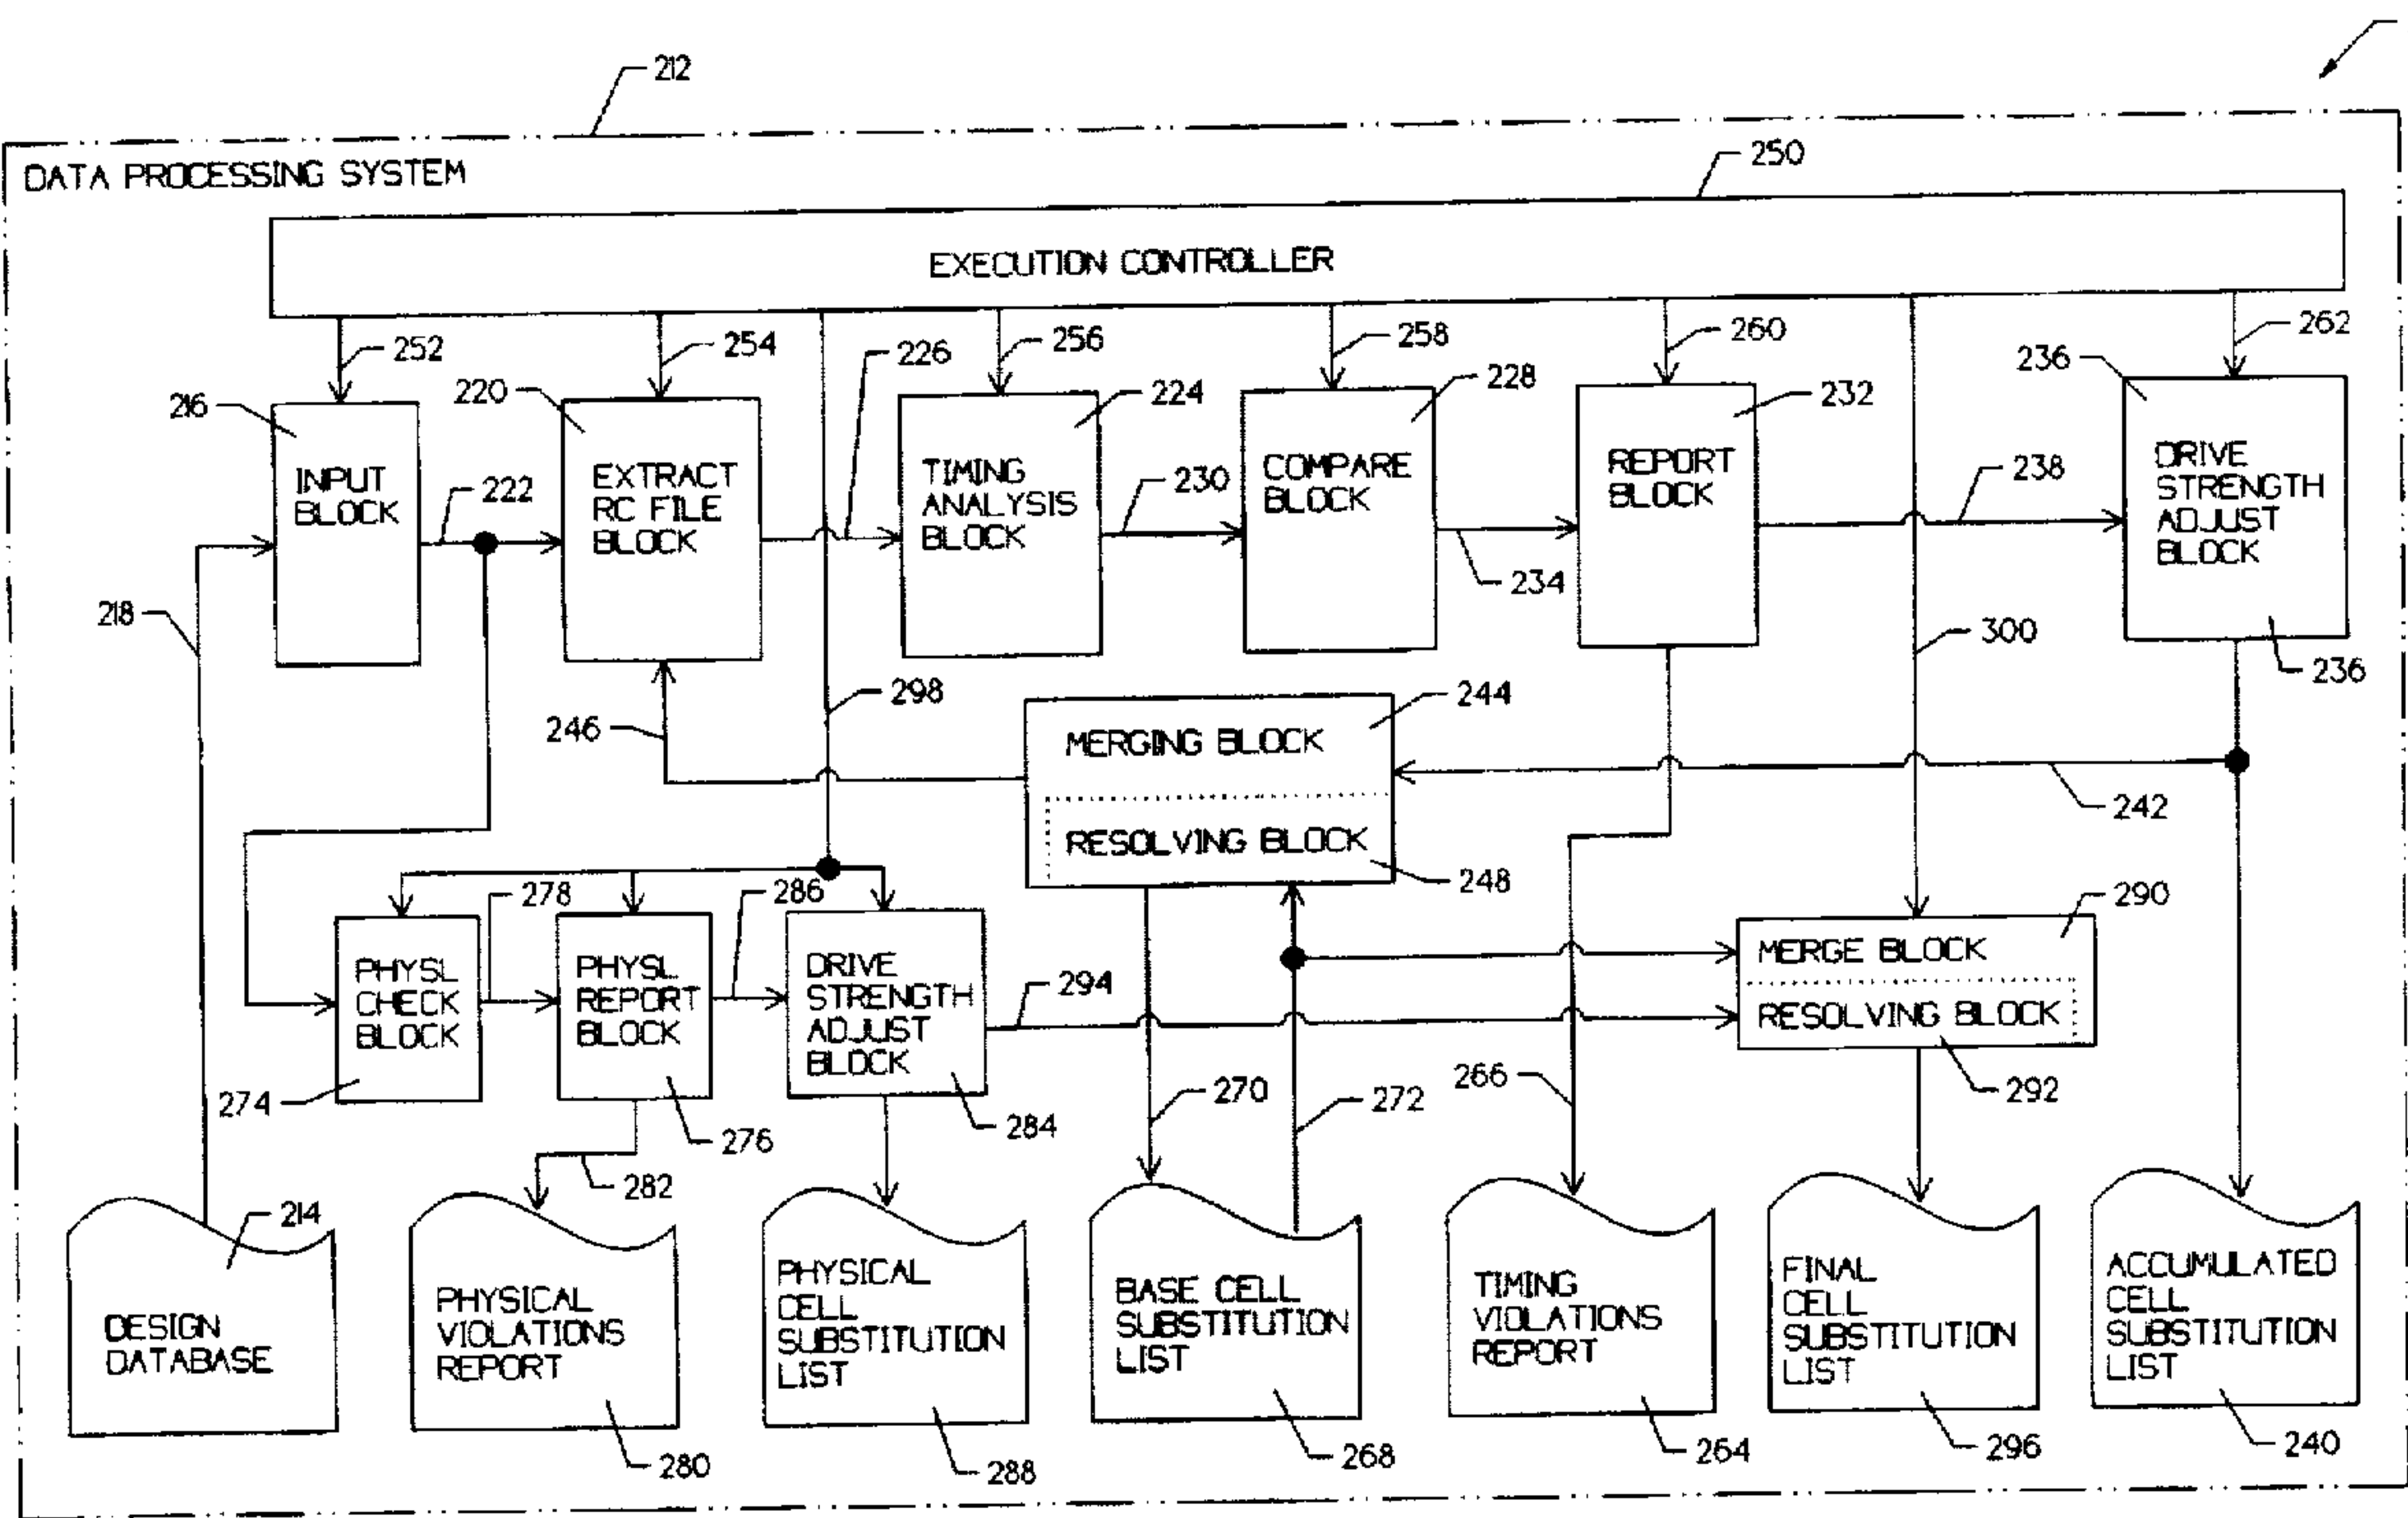 212
DATA PROCESSING SYSTEM
250
EXECUTION CONTROLLER
252
254
226
256
258
260
262
216
220
224
228
232
236
INPUT
BLOCK
222
EXTRACT
RC FILE
BLOCK
TIMING
ANALYSIS
BLOCK
230
COMPARE
BLOCK
234
REPORT
BLOCK
238
DRIVE
STRENGTH
ADJUST
BLOCK
236
218
298
300
246
244
MERGING BLOCK
RESOLVING BLOCK
248
242
278
286
290
PHYSL
CHECK
BLOCK
274
PHYSL
REPORT
BLOCK
276
DRIVE
STRENGTH
ADJUST
BLOCK
284
294
MERGE BLOCK
RESOLVING BLOCK
292
270
272
266
282
214
DESIGN
DATABASE
PHYSICAL
VIOLATIONS
REPORT
280
PHYSICAL
CELL
SUBSTITUTION
LIST
288
BASE CELL
SUBSTITUTION
LIST
268
TIMING
VIOLATIONS
REPORT
264
FINAL
CELL
SUBSTITUTION
LIST
296
ACCUMULATED
CELL
SUBSTITUTION
LIST
240